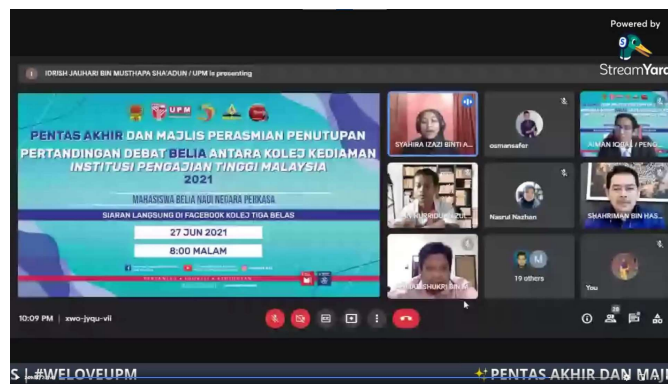 Powered by
StreamYard
IDRISH JAUHARI BIN MUSTHAPA SHA'ADUN / UPM is presenting
UPM
PENTAS AKHIR DAN MAJLIS PERASMIAN PENUTUPAN
PERTANDINGAN DEBAT BELIA ANTARA KOLEJ KEDIAMAN
INSTITUSI PENGAJIAN TINGGI MALAYSIA
2021
MAHASISWA BELIA NADI NEGARA PERKASA
SIARAN LANGSUNG DI FACEBOOK KOLEJ TIGA BELAS
27 JUN 2021
8:00 MALAM
SYAHIRA IZAZI BINTI A...
osmansafer
AIMAN IQBAL / PENG...
Nasrul Nazhan
SHAHRIMAN BIN HAS...
M
19 others
You
10:09 PM | xwo-jyqu-vii
28
S | #WELOVEUPM
PENTAS AKHIR DAN MAJL